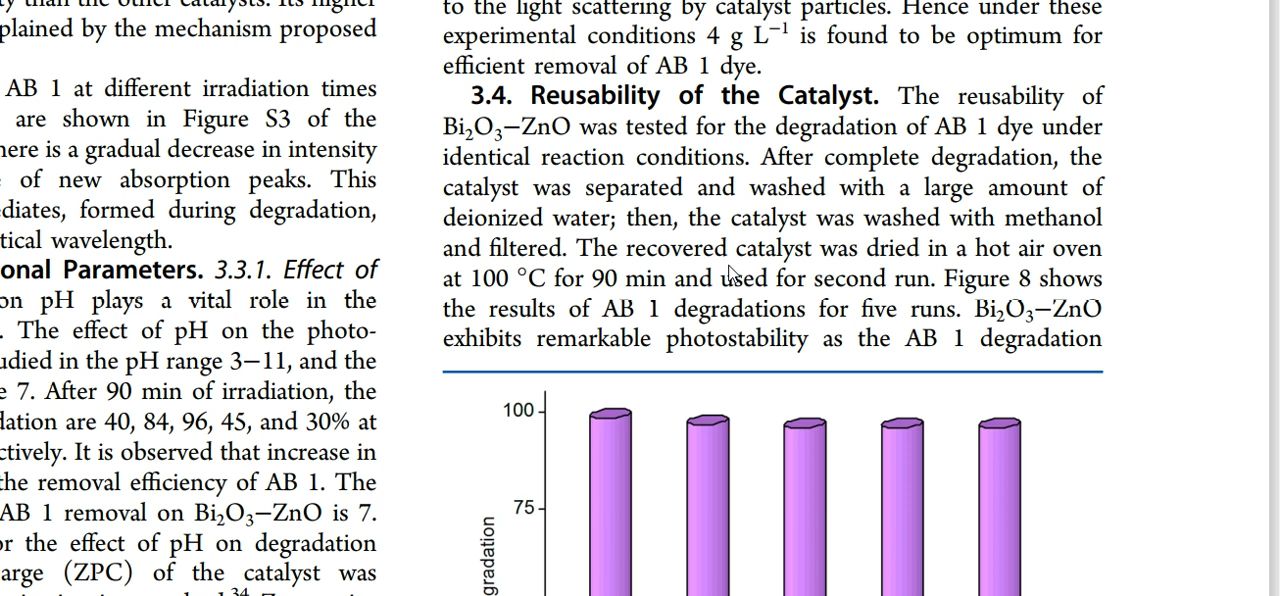 ty than the other catalysts. Its higher
plained by the mechanism proposed
AB 1 at different irradiation times
are shown in Figure S3 of the
here is a gradual decrease in intensity
of new absorption peaks. This
ediates, formed during degradation,
tical wavelength.
onal Parameters. 3.3.1. Effect of
on pH plays a vital role in the
. The effect of pH on the photo-
udied in the pH range 3−11, and the
e 7. After 90 min of irradiation, the
dation are 40, 84, 96, 45, and 30% at
ctively. It is observed that increase in
the removal efficiency of AB 1. The
AB 1 removal on Bi₂O₃−ZnO is 7.
or the effect of pH on degradation
arge (ZPC) of the catalyst was
34
to the light scattering by catalyst particles. Hence under these
experimental conditions 4 g L⁻¹ is found to be optimum for
efficient removal of AB 1 dye.
3.4. Reusability of the Catalyst. The reusability of
Bi₂O₃−ZnO was tested for the degradation of AB 1 dye under
identical reaction conditions. After complete degradation, the
catalyst was separated and washed with a large amount of
deionized water; then, the catalyst was washed with methanol
and filtered. The recovered catalyst was dried in a hot air oven
at 100 °C for 90 min and used for second run. Figure 8 shows
the results of AB 1 degradations for five runs. Bi₂O₃−ZnO
exhibits remarkable photostability as the AB 1 degradation
100
75
gradation